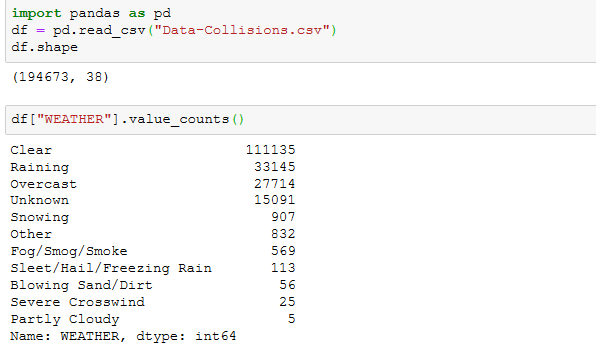 import pandas as pd
df = pd.read_csv("Data-Collisions.csv")
df.shape
(194673, 38)
df["WEATHER"].value_counts()
Clear 111135
Raining 33145
Overcast 27714
Unknown 15091
Snowing 907
Other 832
Fog/Smog/Smoke 569
Sleet/Hail/Freezing Rain 113
Blowing Sand/Dirt 56
Severe Crosswind 25
Partly Cloudy 5
Name: WEATHER, dtype: int64